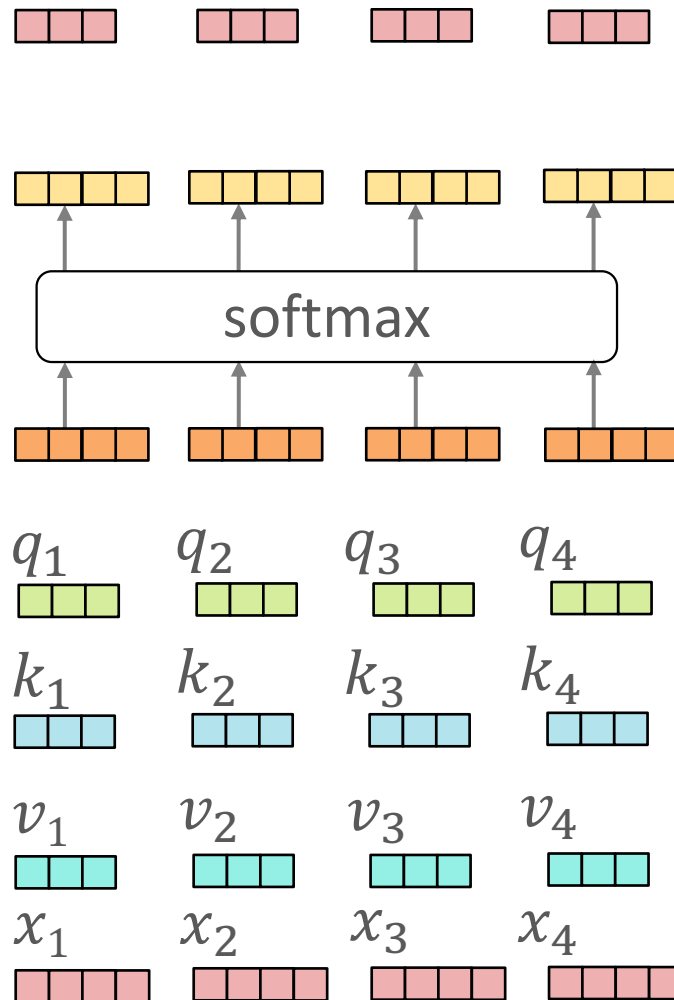 softmax
q₁ q₂ q₃ q₄
k₁ k₂ k₃ k₄
v₁ v₂ v₃ v₄
x₁ x₂ x₃ x₄